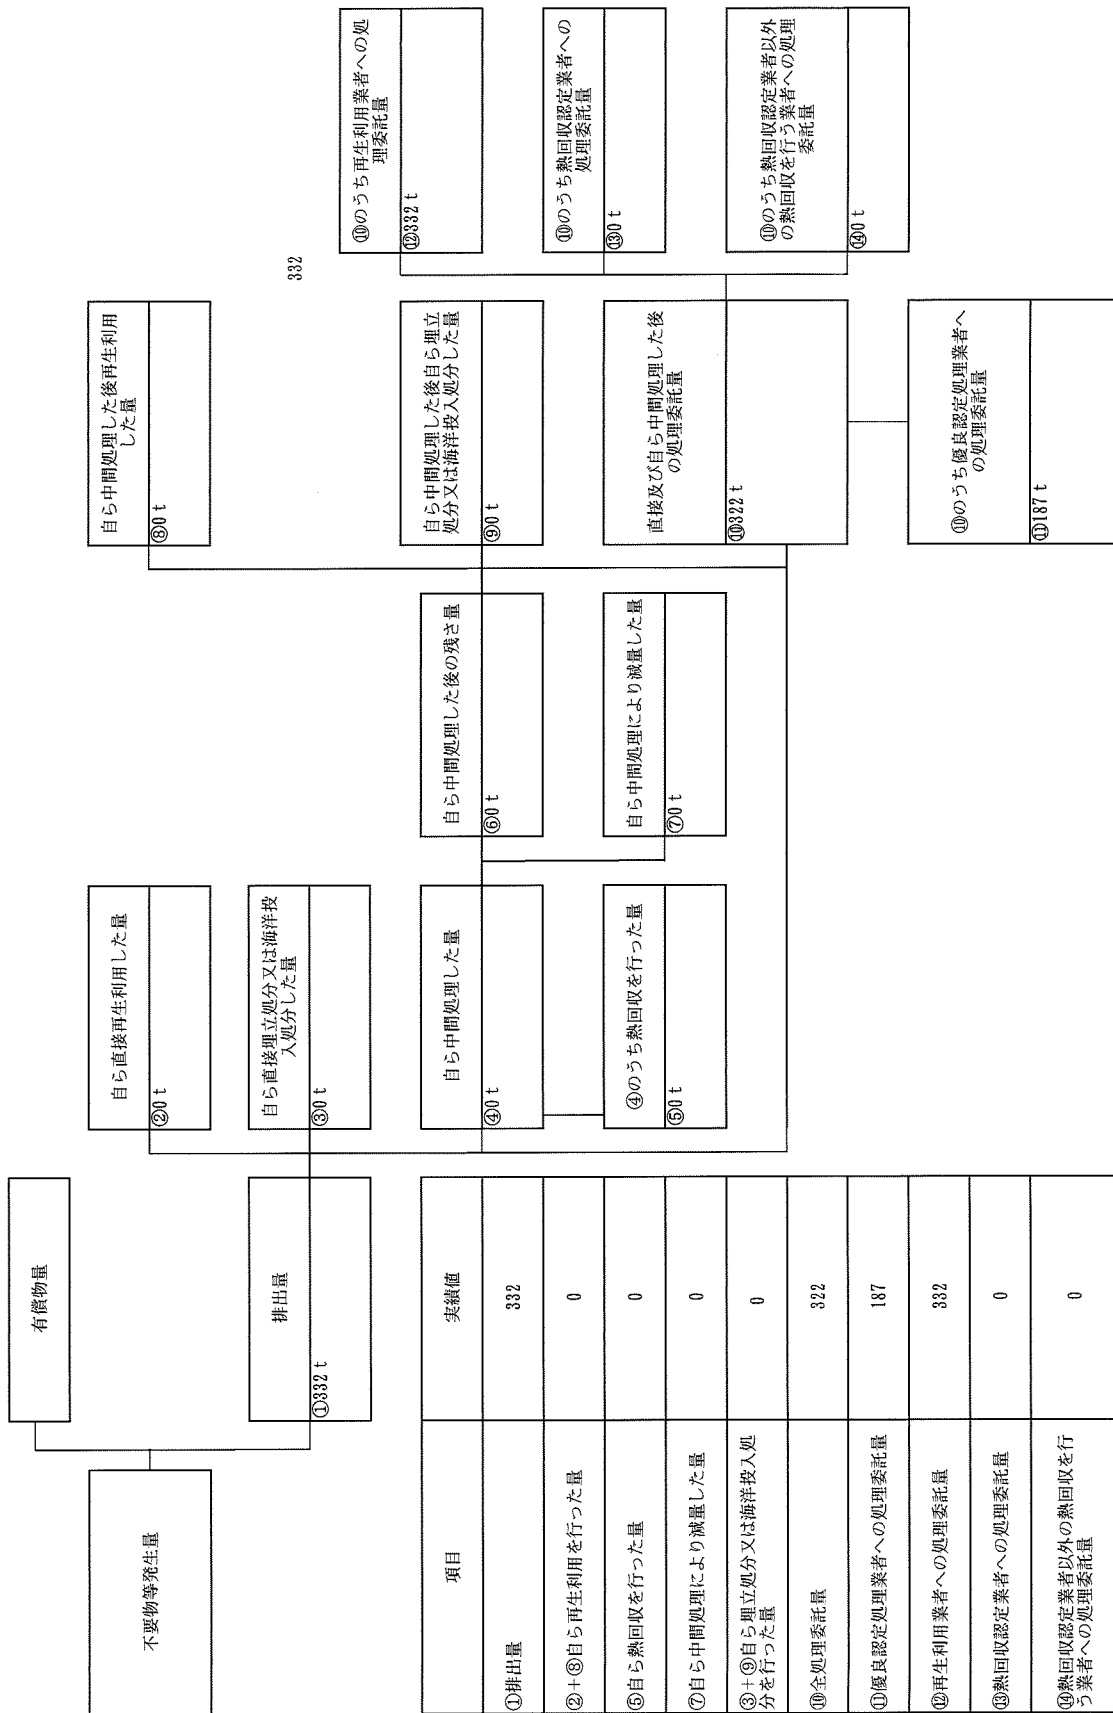 不要物等発生量
有償物量
排出量
①332 t
自ら直接再生利用した量
②0 t
自ら直接埋立処分又は海洋投
入処分した量
③0 t
自ら中間処理した量
④0 t
④のうち熱回収を行った量
⑤0 t
自ら中間処理した後の残さ量
⑥0 t
自ら中間処理により減量した量
⑦0 t
自ら中間処理した後再生利用
した量
⑧0 t
自ら中間処理した後自ら埋立
処分又は海洋投入処分した量
⑨0 t
直接及び自ら中間処理した後
の処理委託量
⑩322 t
⑩のうち優良認定処理業者へ
の処理委託量
⑪187 t
332
⑩のうち再生利用業者への処
理委託量
⑫332 t
⑩のうち熱回収認定業者への
処理委託量
⑬0 t
⑩のうち熱回収認定業者以外
の熱回収を行う業者への処理
委託量
⑭0 t
項目 実績値
①排出量 332
②+⑧自ら再生利用を行った量 0
⑤自ら熱回収を行った量 0
⑦自ら中間処理により減量した量 0
③+⑨自ら埋立処分又は海洋投入処
分を行った量 0
⑩全処理委託量 322
⑪優良認定処理業者への処理委託量 187
⑫再生利用業者への処理委託量 332
⑬熱回収認定業者への処理委託量 0
⑭熱回収認定業者以外の熱回収を行
う業者への処理委託量 0